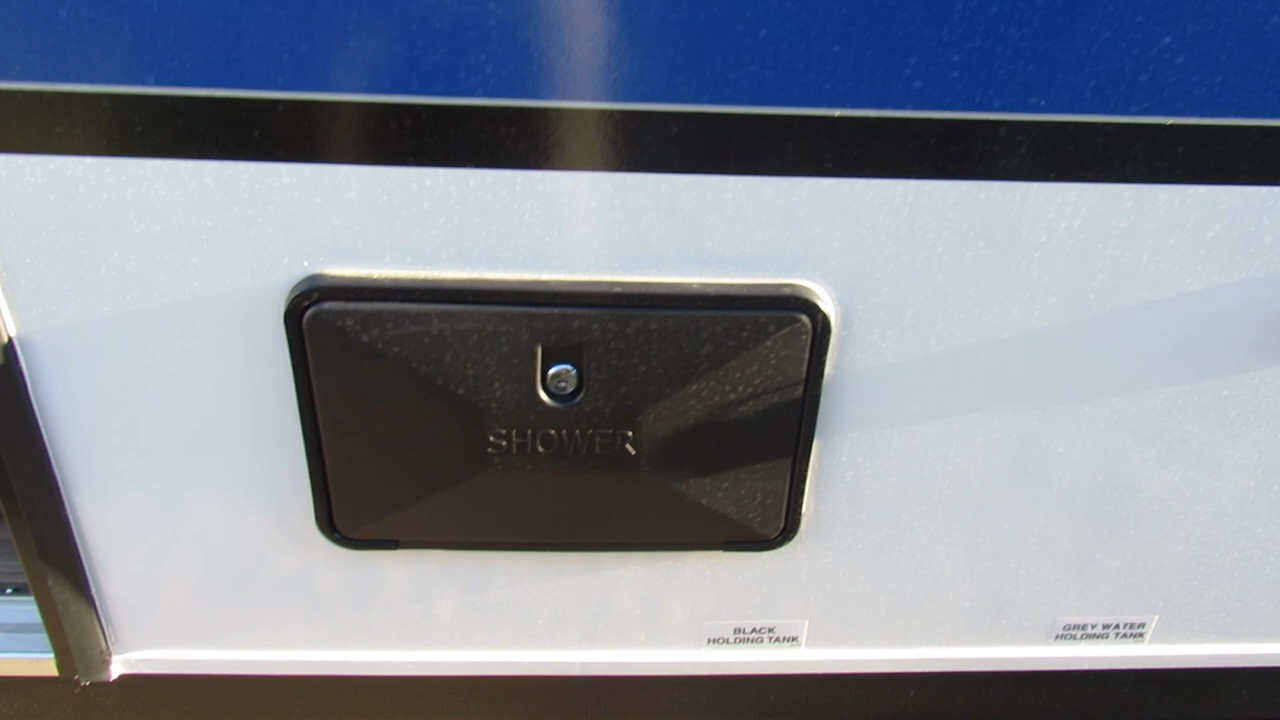 SHOWER
BLACK
HOLDING TANK
GREY WATER
HOLDING TANK